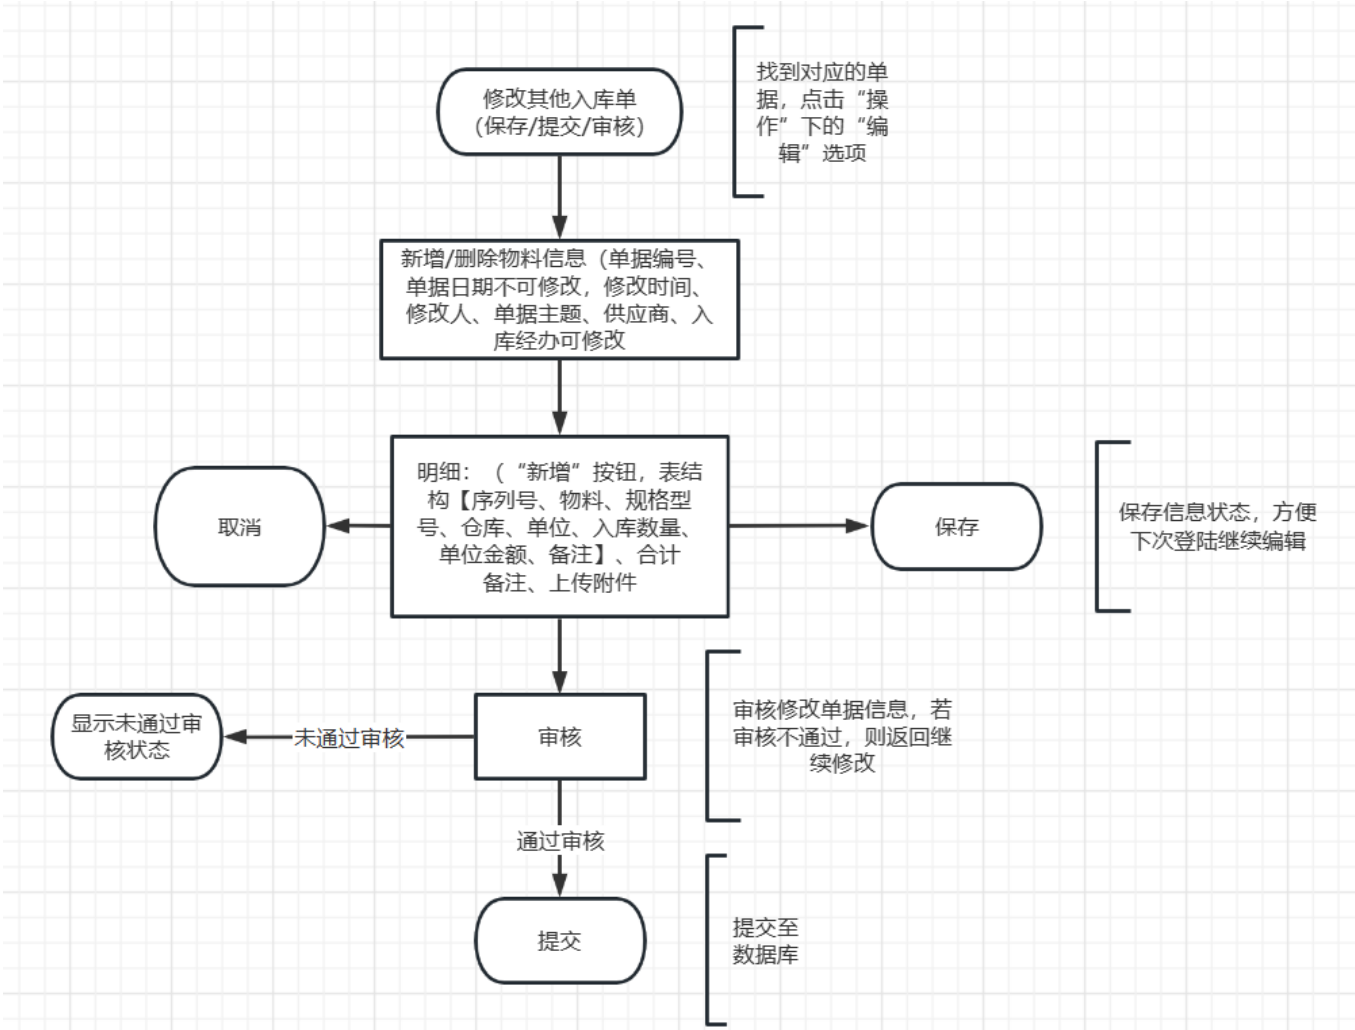 修改其他入库单
（保存/提交/审核）
找到对应的单
据，点击“操
作”下的“编
辑”选项
新增/删除物料信息（单据编号、
单据日期不可修改，修改时间、
修改人、单据主题、供应商、入
库经办可修改
明细：（“新增”按钮，表结
构【序列号、物料、规格型
号、仓库、单位、入库数量、
单位金额、备注】、合计
备注、上传附件
取消
保存
保存信息状态，方便
下次登陆继续编辑
显示未通过审
核状态
未通过审核
审核
审核修改单据信息，若
审核不通过，则返回继
续修改
通过审核
提交
提交至
数据库